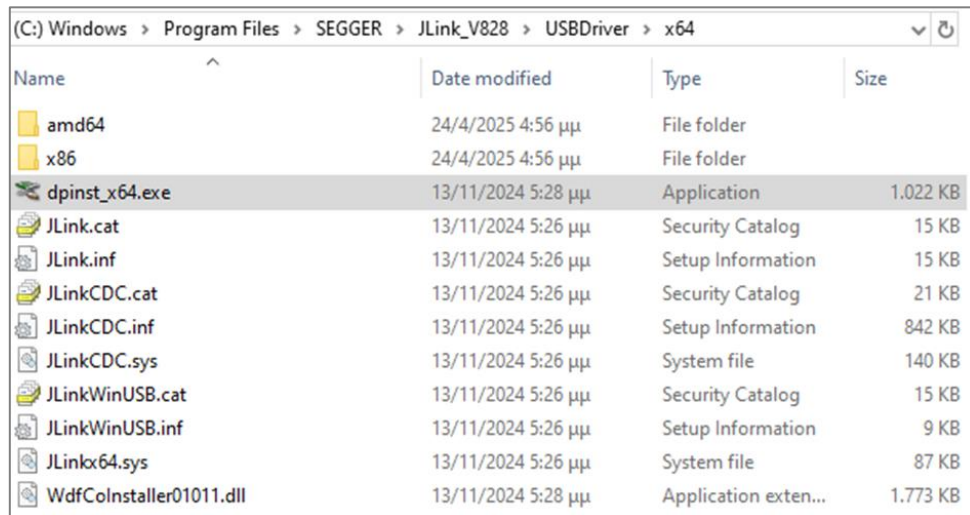 (C:) Windows > Program Files > SEGGER > JLink_V828 > USBDriver > x64
Name Date modified Type Size
amd64 24/4/2025 4:56 μμ File folder
x86 24/4/2025 4:56 μμ File folder
dpinst_x64.exe 13/11/2024 5:28 μμ Application 1.022 KB
JLink.cat 13/11/2024 5:26 μμ Security Catalog 15 KB
JLink.inf 13/11/2024 5:26 μμ Setup Information 15 KB
JLinkCDC.cat 13/11/2024 5:26 μμ Security Catalog 21 KB
JLinkCDC.inf 13/11/2024 5:26 μμ Setup Information 842 KB
JLinkCDC.sys 13/11/2024 5:26 μμ System file 140 KB
JLinkWinUSB.cat 13/11/2024 5:26 μμ Security Catalog 15 KB
JLinkWinUSB.inf 13/11/2024 5:26 μμ Setup Information 9 KB
JLinkx64.sys 13/11/2024 5:26 μμ System file 87 KB
WdfCoInstaller01011.dll 13/11/2024 5:28 μμ Application exten... 1.773 KB